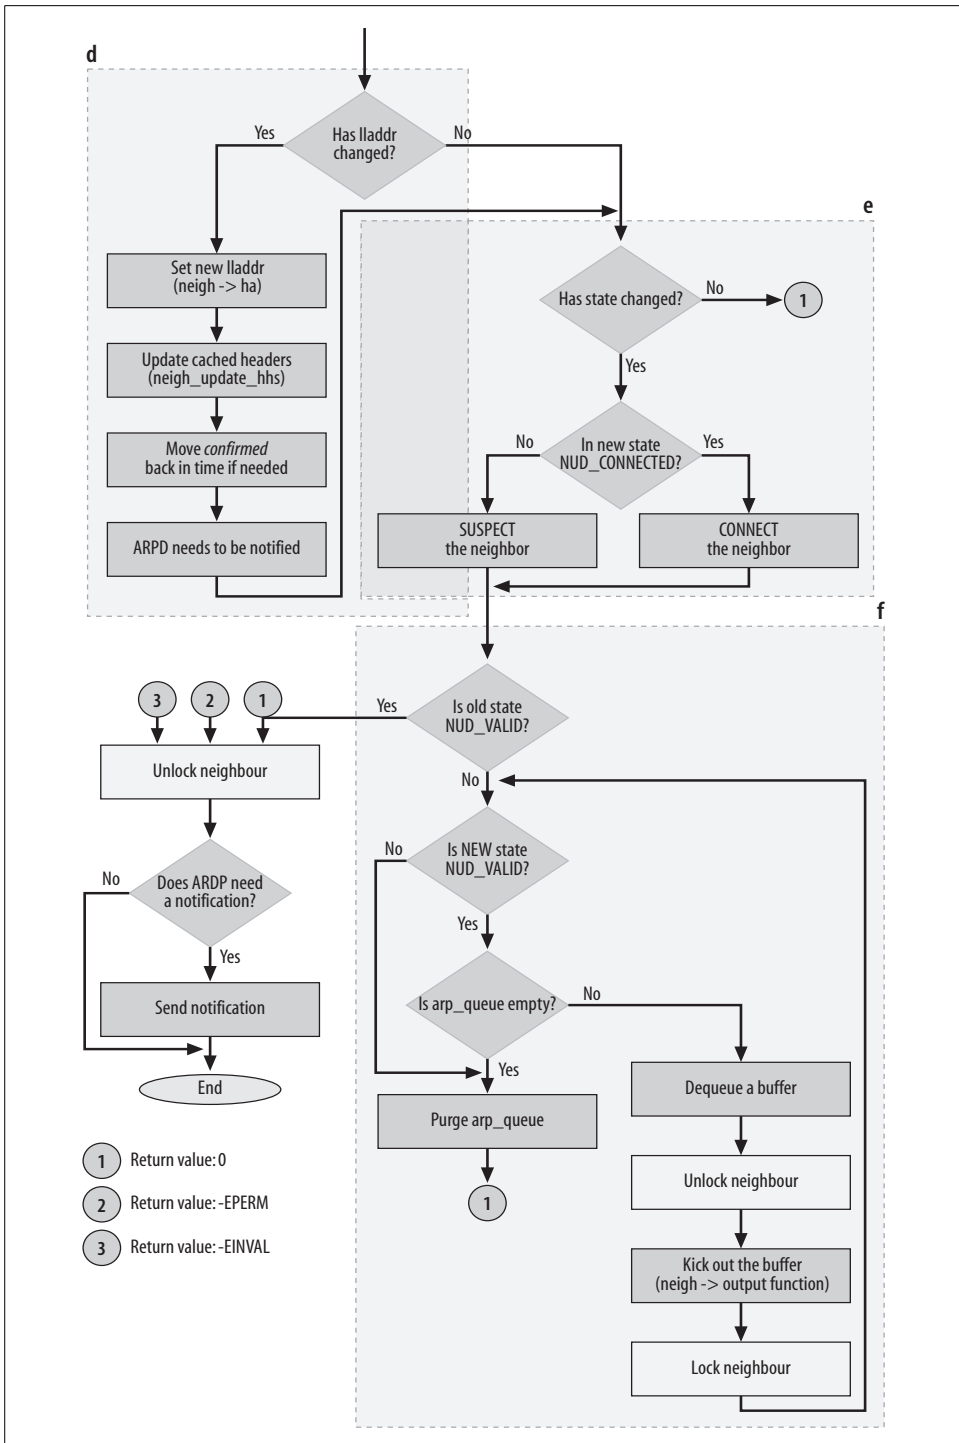 d
Has lladdr
changed?
Yes
No
Set new lladdr
(neigh -> ha)
Update cached headers
(neigh_update_hhs)
Move confirmed
back in time if needed
ARPD needs to be notified
e
Has state changed?
No
1
Yes
In new state
NUD_CONNECTED?
No
Yes
SUSPECT
the neighbor
CONNECT
the neighbor
f
Is old state
NUD_VALID?
Yes
No
3
2
1
Unlock neighbour
Does ARDP need
a notification?
No
Yes
Send notification
End
Is NEW state
NUD_VALID?
No
Yes
Is arp_queue empty?
No
Yes
Purge arp_queue
1
Dequeue a buffer
Unlock neighbour
Kick out the buffer
(neigh -> output function)
Lock neighbour
1 Return value: 0
2 Return value: -EPERM
3 Return value: -EINVAL